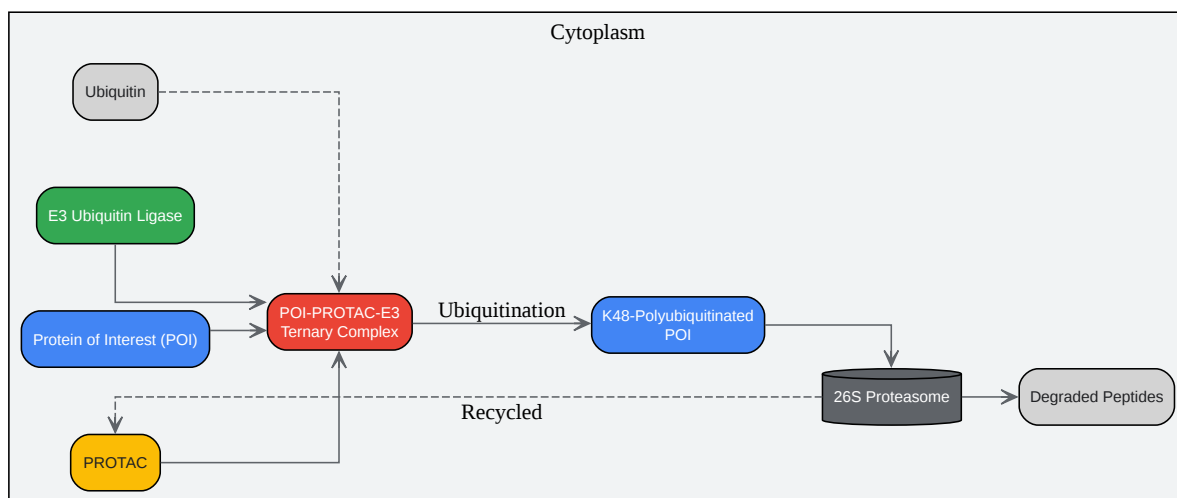 Cytoplasm
Ubiquitin
E3 Ubiquitin Ligase
Protein of Interest (POI)
POI-PROTAC-E3
Ternary Complex
Ubiquitination
K48-Polyubiquitinated
POI
26S Proteasome
Degraded Peptides
Recycled
PROTAC